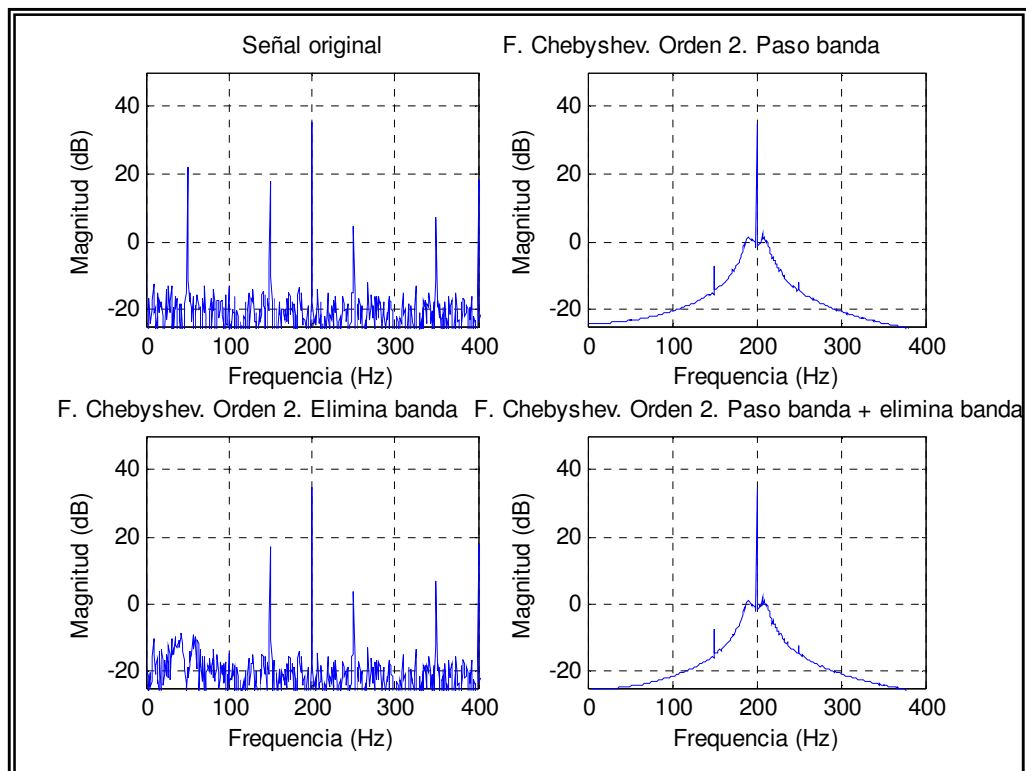 Señal original
F. Chebyshev. Orden 2. Paso banda
Magnitud (dB)
40
20
0
-20
0 100 200 300 400
Frequencia (Hz)
Magnitud (dB)
40
20
0
-20
0 100 200 300 400
Frequencia (Hz)
F. Chebyshev. Orden 2. Elimina banda
F. Chebyshev. Orden 2. Paso banda + elimina banda
Magnitud (dB)
40
20
0
-20
0 100 200 300 400
Frequencia (Hz)
Magnitud (dB)
40
20
0
-20
0 100 200 300 400
Frequencia (Hz)